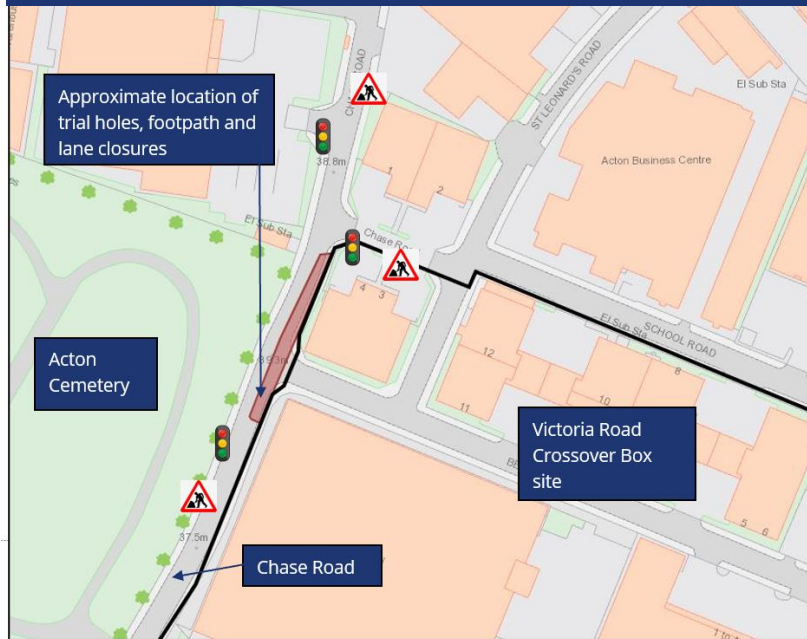 Approximate location of
trial holes, footpath and
lane closures
38.8m
1
2
ST LEONARD'S ROAD
El Sub Sta
Acton Business Centre
El Sub Sta
Chase
4
3
Acton
Cemetery
El Sub Sta
SCHOOL ROAD
12
8
10
11
Victoria Road
Crossover Box
site
5
6
37.5m
Chase Road